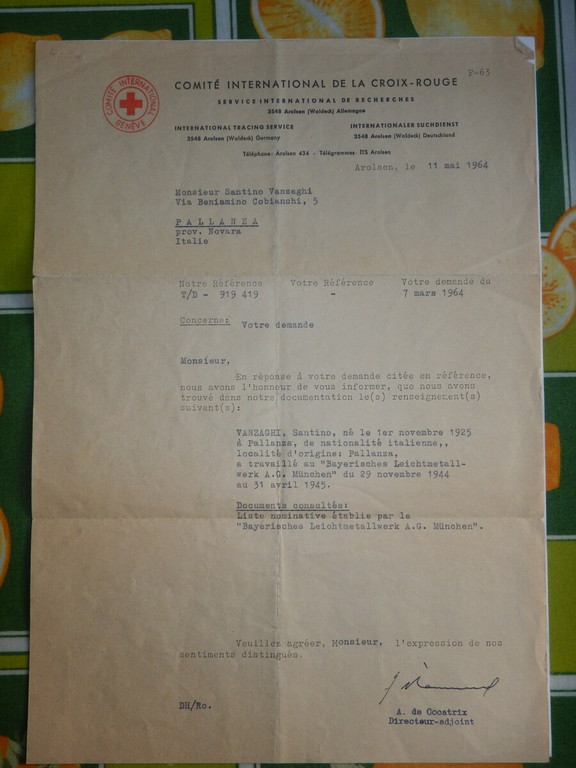 COMITÉ INTERNATIONAL GENÈVE
F-63
COMITÉ INTERNATIONAL DE LA CROIX-ROUGE
SERVICE INTERNATIONAL DE RECHERCHES
3548 Arolsen (Waldeck) Allemagne
INTERNATIONAL TRACING SERVICE INTERNATIONALER SUCHDIENST
3548 Arolsen (Waldeck) Germany 3548 Arolsen (Waldeck) Deutschland
Téléphone: Arolsen 434 - Télégrammes: ITS Arolsen
Arolsen, le 11 mai 1964
Monsieur Santino Vanzaghi
Via Beniamino Cobianchi, 5
PALLANZA
prov. Novara
Italie
Notre Référence Votre Référence Votre demande du
T/D - 919 419 - 7 mars 1964
Concerne: Votre demande
Monsieur,
En réponse à votre demande citée en référence,
nous avons l'honneur de vous informer, que nous avons
trouvé dans notre documentation le(s) renseignement(s)
suivant(s):
VANZAGHI, Santino, né le 1er novembre 1925
à Pallanza, de nationalité italienne,,
localité d'origine: Pallanza,
a travaillé au "Bayerisches Leichtmetall-
werk A.G. München" du 29 novembre 1944
au 31 avril 1945.
Documents consultés:
Liste nominative établie par le
"Bayerisches Leichtmetallwerk A.G. München".
Veuillez agréer, Monsieur, l'expression de nos
sentiments distingués.
DH/Ro.
A. de Cocatrix
Directeur-adjoint